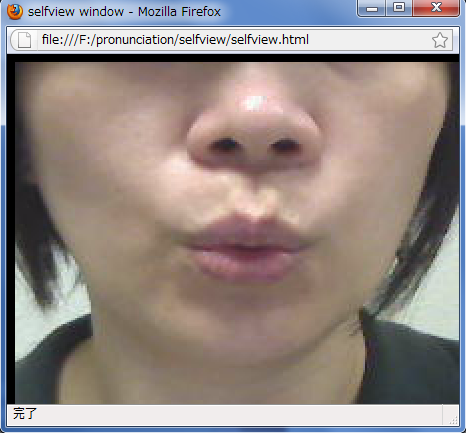 selfview window - Mozilla Firefox
file:///F:/pronunciation/selfview/selfview.html
完了